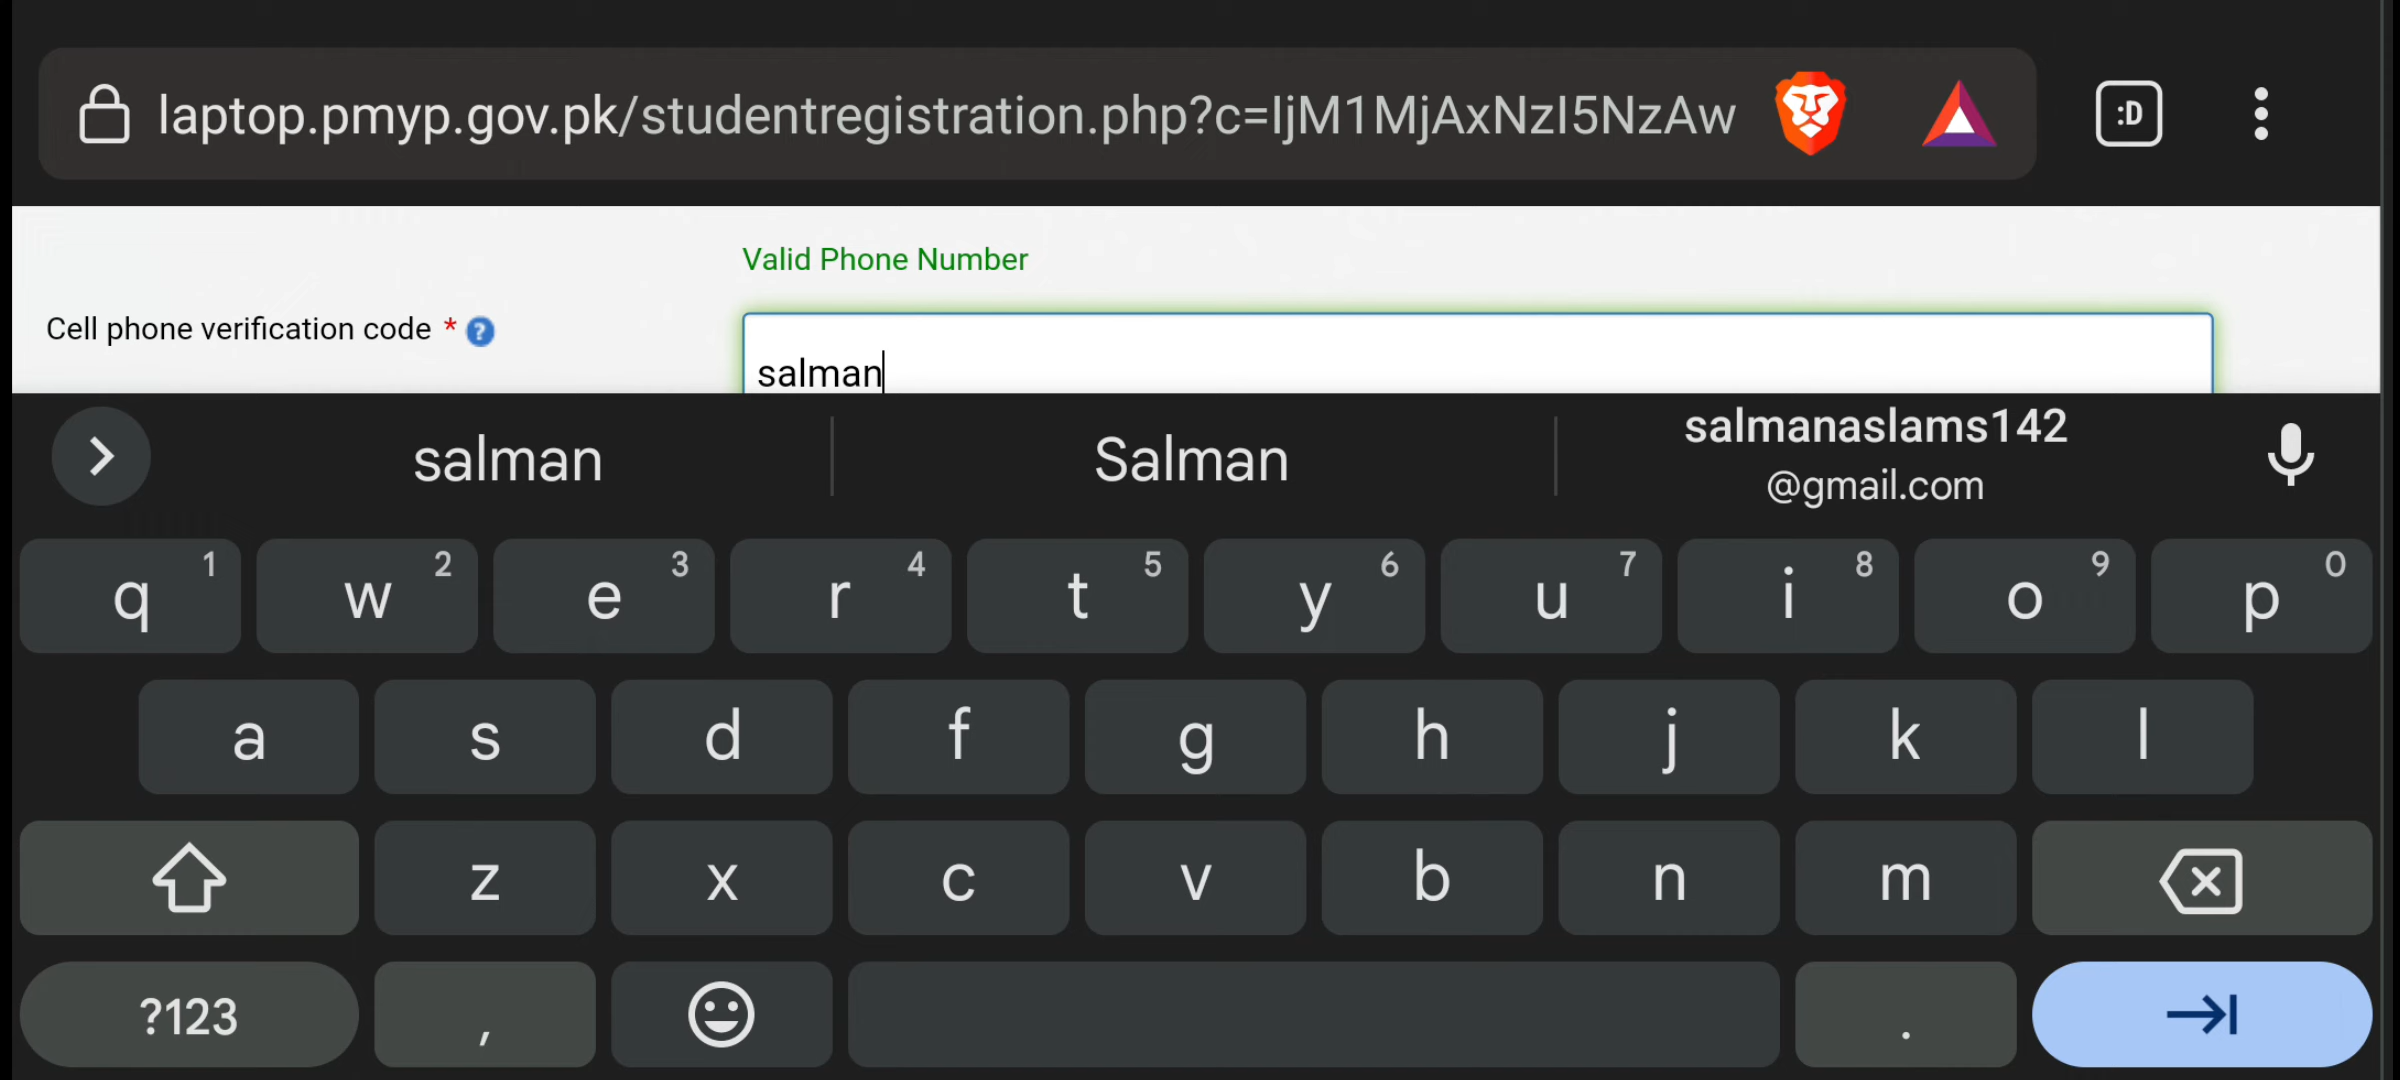 laptop.pmyp.gov.pk/studentregistration.php?c=IjM1MjAxNzI5NzAw
:D
Valid Phone Number
Cell phone verification code * ?
salman
salman Salman salmanaslams142
@gmail.com
q 1 w 2 e 3 r 4 t 5 y 6 u 7 i 8 o 9 p 0
a s d f g h j k l
z x c v b n m
?123 , .